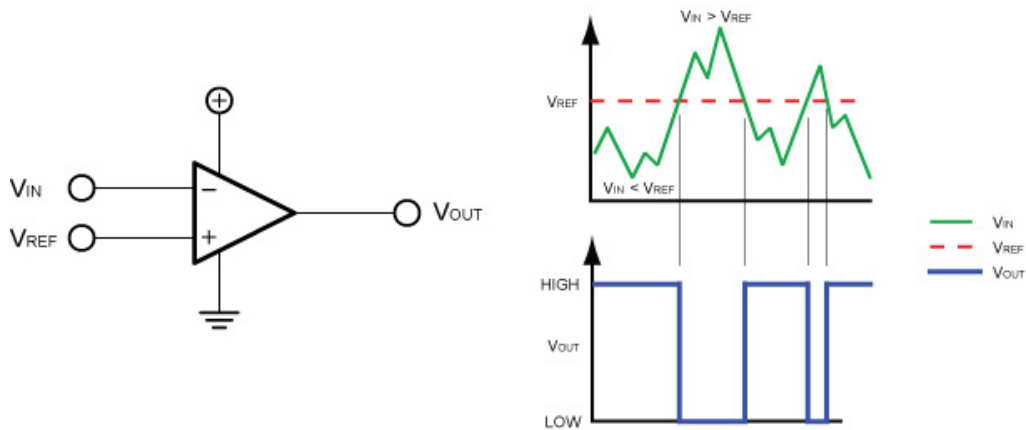 VIN
VREF
−
+
+
VOUT
VIN > VREF
VREF
VIN < VREF
HIGH
VOUT
LOW
VIN
VREF
VOUT